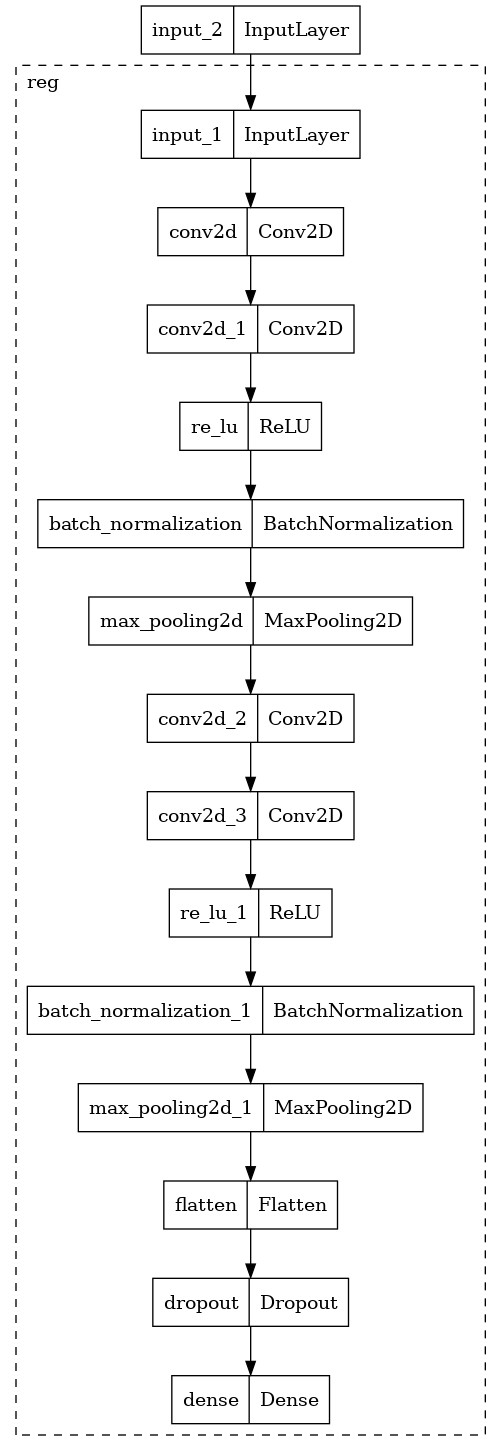 input_2 InputLayer
reg
input_1 InputLayer
conv2d Conv2D
conv2d_1 Conv2D
re_lu ReLU
batch_normalization BatchNormalization
max_pooling2d MaxPooling2D
conv2d_2 Conv2D
conv2d_3 Conv2D
re_lu_1 ReLU
batch_normalization_1 BatchNormalization
max_pooling2d_1 MaxPooling2D
flatten Flatten
dropout Dropout
dense Dense